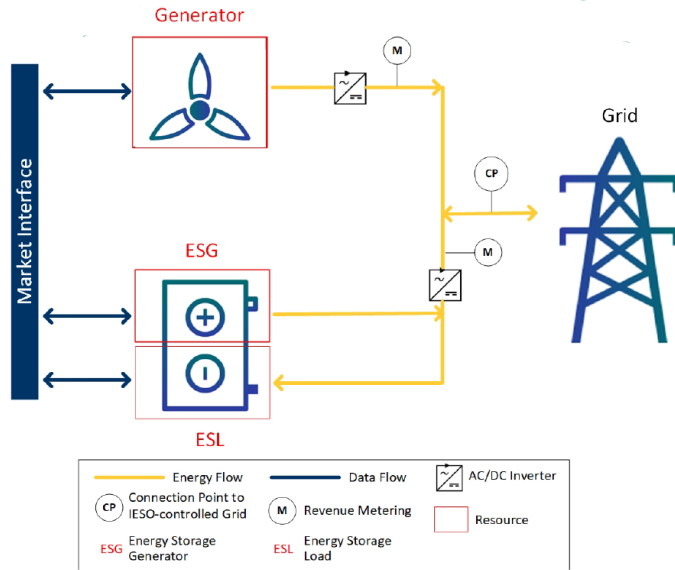 Generator
M
Grid
CP
Market Interface
ESG
M
ESL
Energy Flow
Data Flow
AC/DC Inverter
CP
Connection Point to
IESO-controlled Grid
M
Revenue Metering
Resource
ESG
Energy Storage
Generator
ESL
Energy Storage
Load